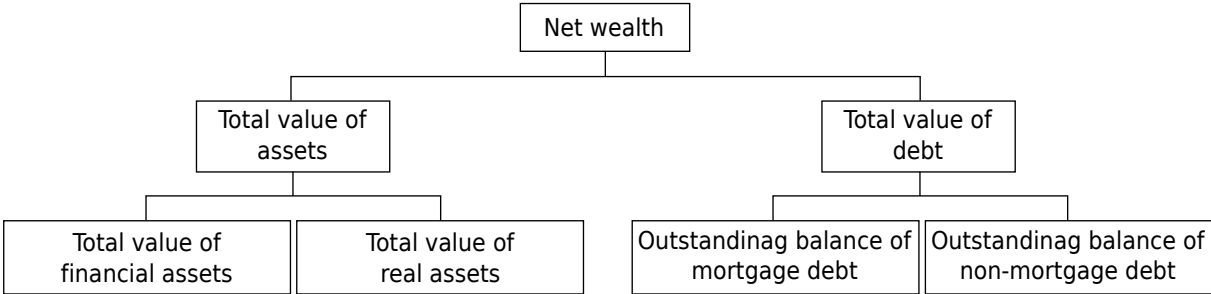 Net wealth
Total value of
assets
Total value of
debt
Total value of
financial assets
Total value of
real assets
Outstandinag balance of
mortgage debt
Outstandinag balance of
non-mortgage debt